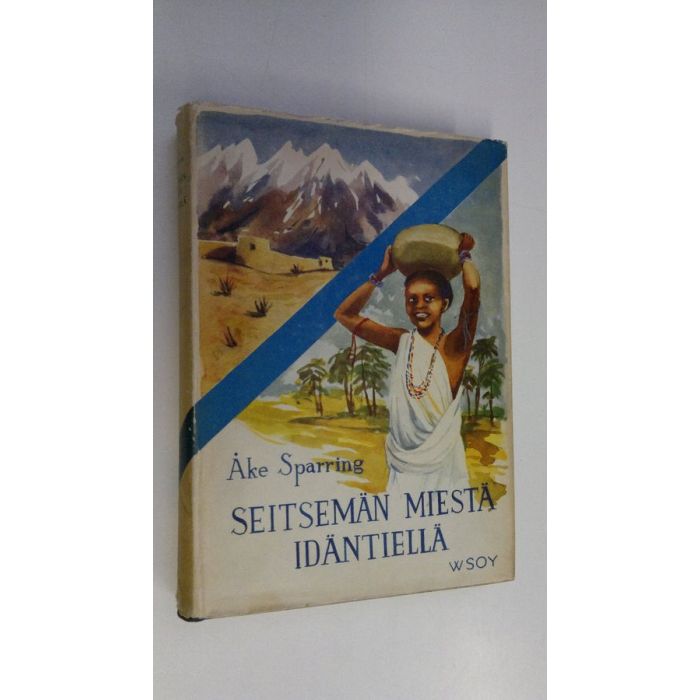 Åke Sparring
SEITSEMÄN MIESTÄ
IDÄNTIELLÄ
WSOY